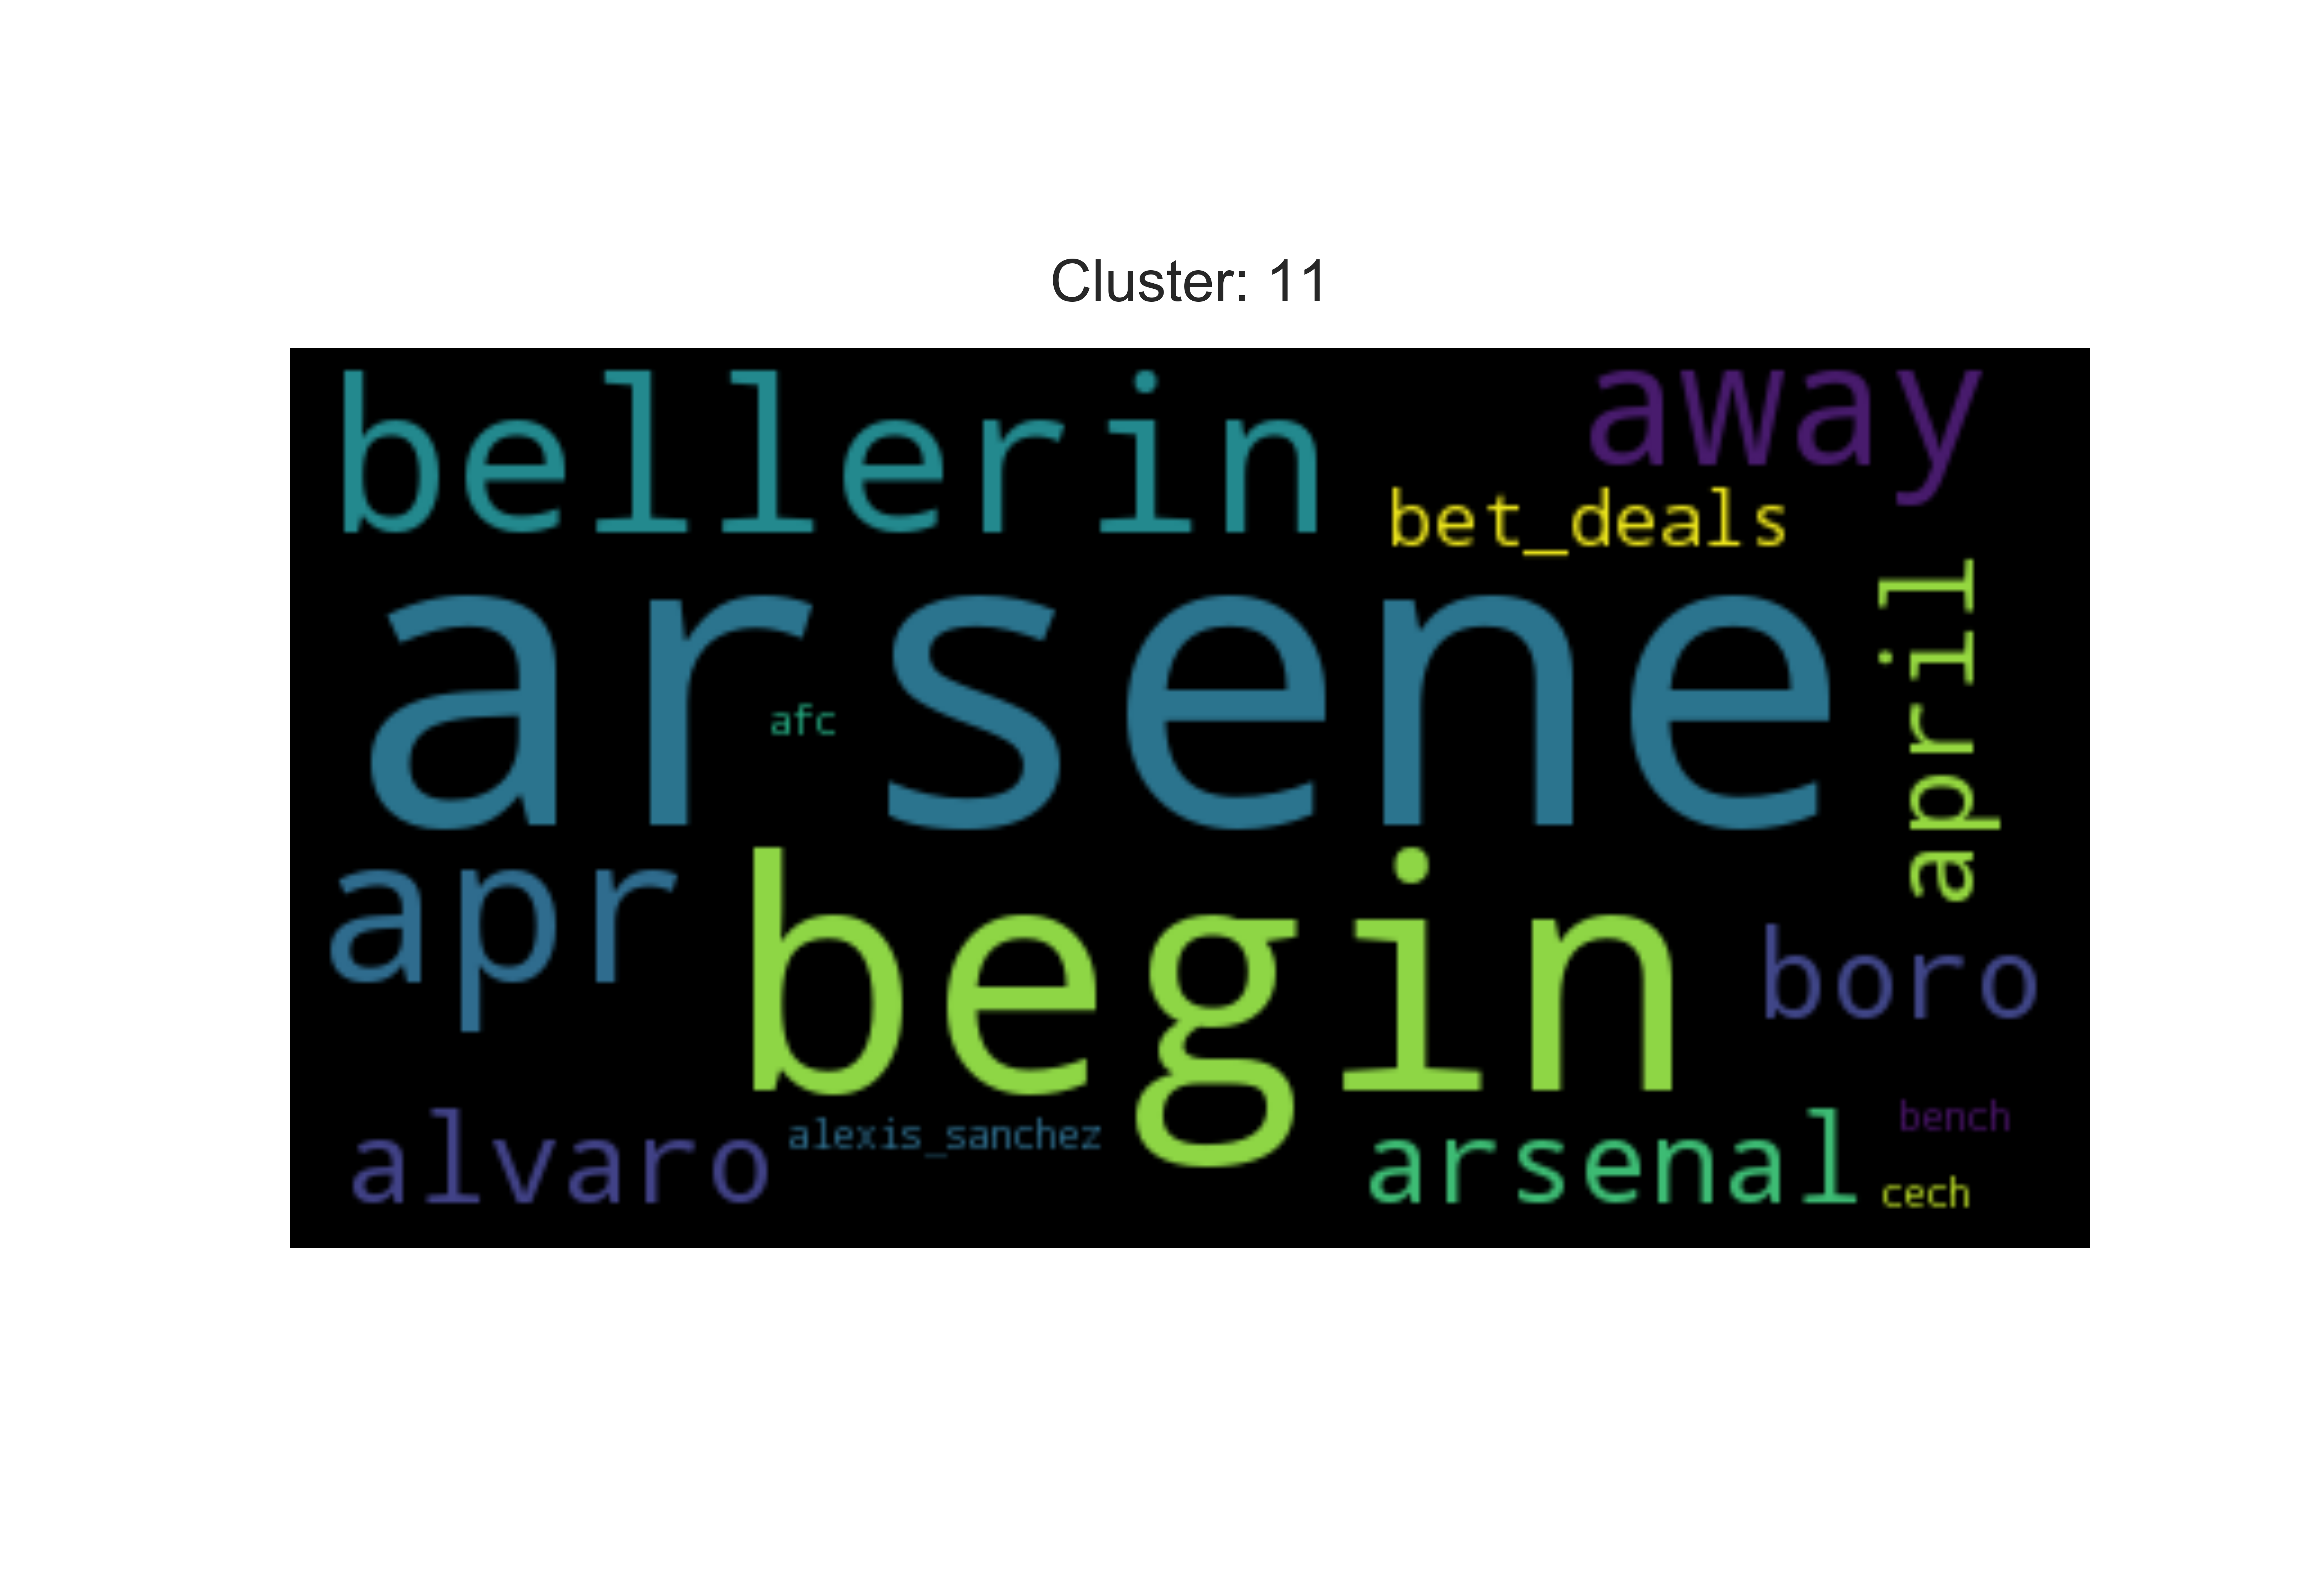 Cluster: 11
bellerin
away
bet_deals
arsene
april
afc
apr
begin
boro
alvaro
alexis_sanchez
arsenal
bench
cech